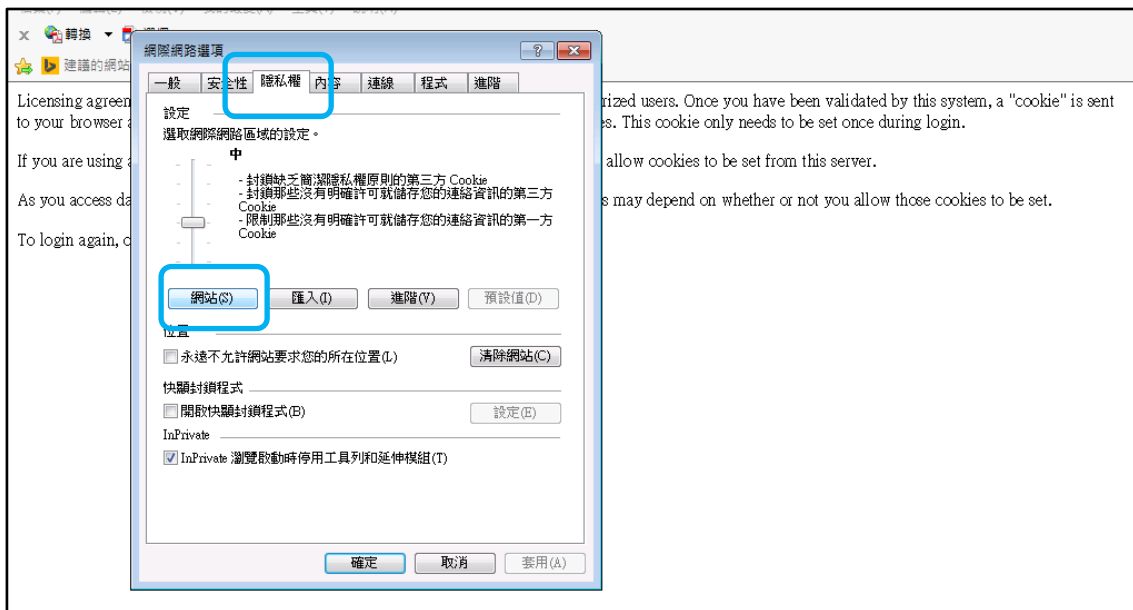 x 轉換
建議的網站
網際網路選項
一般 安全性 隱私權 內容 連線 程式 進階
Licensing agreen
rized users. Once you have been validated by this system, a "cookie" is sent
to your browser a
es. This cookie only needs to be set once during login.
If you are using a
allow cookies to be set from this server.
As you access da
s may depend on whether or not you allow those cookies to be set.
To login again, c
設定
選取網際網路區域的設定。
中
- 封鎖缺乏簡潔隱私權原則的第三方 Cookie
- 封鎖那些沒有明確許可就儲存您的連絡資訊的第三方
Cookie
- 限制那些沒有明確許可就儲存您的連絡資訊的第一方
Cookie
網站(S) 匯入(I) 進階(V) 預設值(D)
位置
永遠不允許網站要求您的所在位置(L) 清除網站(C)
快顯封鎖程式
開啟快顯封鎖程式(B) 設定(E)
InPrivate
InPrivate 瀏覽啟動時停用工具列和延伸模組(T)
確定 取消 套用(A)